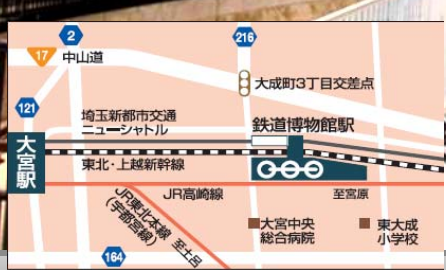 2
17
中山道
216
大成町3丁目交差点
121
埼玉新都市交通
ニューシャトル
鉄道博物館駅
大宮駅
東北・上越新幹線
JR高崎線
至宮原
JR東北本線
(宇都宮線)
至土呂
大宮中央
総合病院
東大成
小学校
164